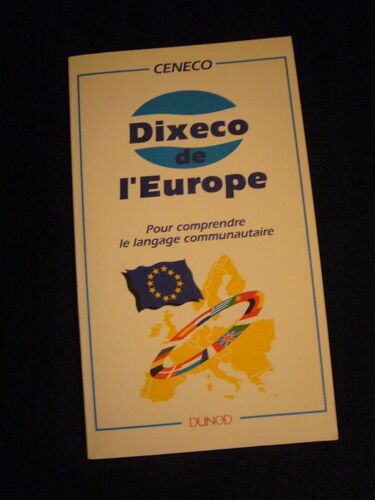 CENECO
Dixeco
de
l'Europe
Pour comprendre
le langage communautaire
DUNOD